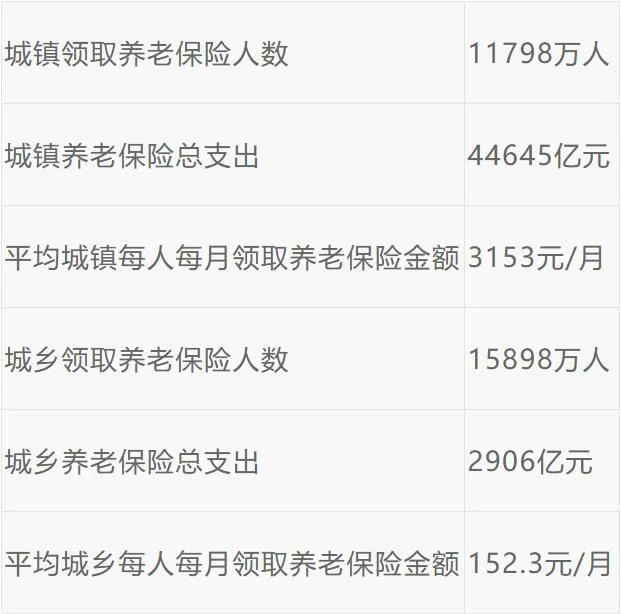 城镇领取养老保险人数 11798万人
城镇养老保险总支出 44645亿元
平均城镇每人每月领取养老保险金额 3153元/月
城乡领取养老保险人数 15898万人
城乡养老保险总支出 2906亿元
平均城乡每人每月领取养老保险金额 152.3元/月